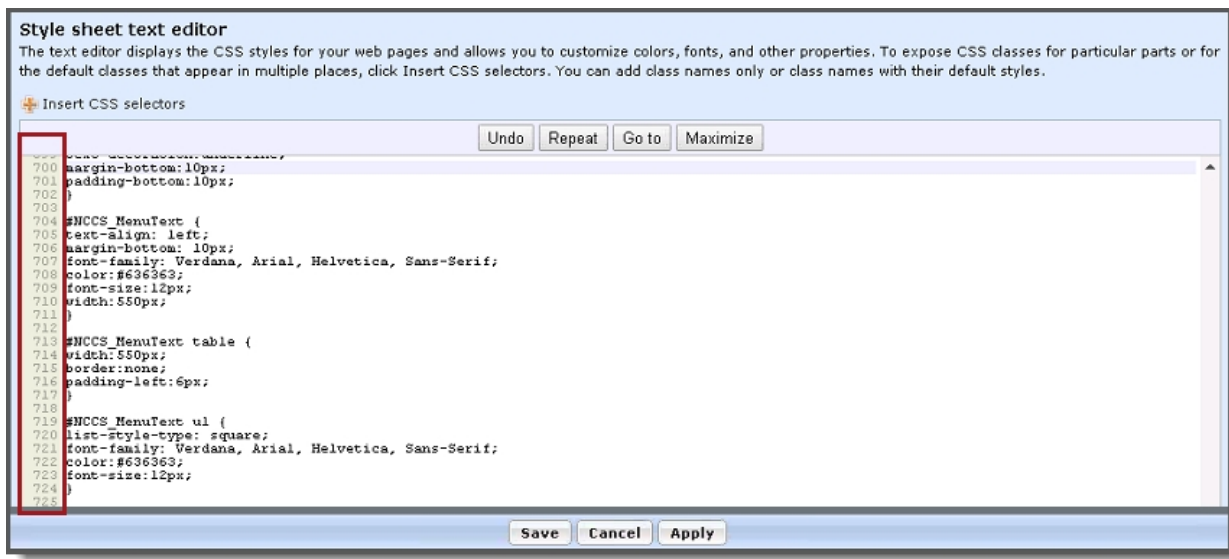 Style sheet text editor
The text editor displays the CSS styles for your web pages and allows you to customize colors, fonts, and other properties. To expose CSS classes for particular parts or for
the default classes that appear in multiple places, click Insert CSS selectors. You can add class names only or class names with their default styles.
Insert CSS selectors
Undo Repeat Go to Maximize
699 text-decoration:underline;
700 margin-bottom:10px;
701 padding-bottom:10px;
702 }
703
704 #NCCS_MenuText {
705 text-align: left;
706 margin-bottom: 10px;
707 font-family: Verdana, Arial, Helvetica, Sans-Serif;
708 color:#636363;
709 font-size:12px;
710 width:550px;
711 }
712
713 #NCCS_MenuText table {
714 width:550px;
715 border:none;
716 padding-left:6px;
717 }
718
719 #NCCS_MenuText ul {
720 list-style-type: square;
721 font-family: Verdana, Arial, Helvetica, Sans-Serif;
722 color:#636363;
723 font-size:12px;
724 }
725
Save Cancel Apply